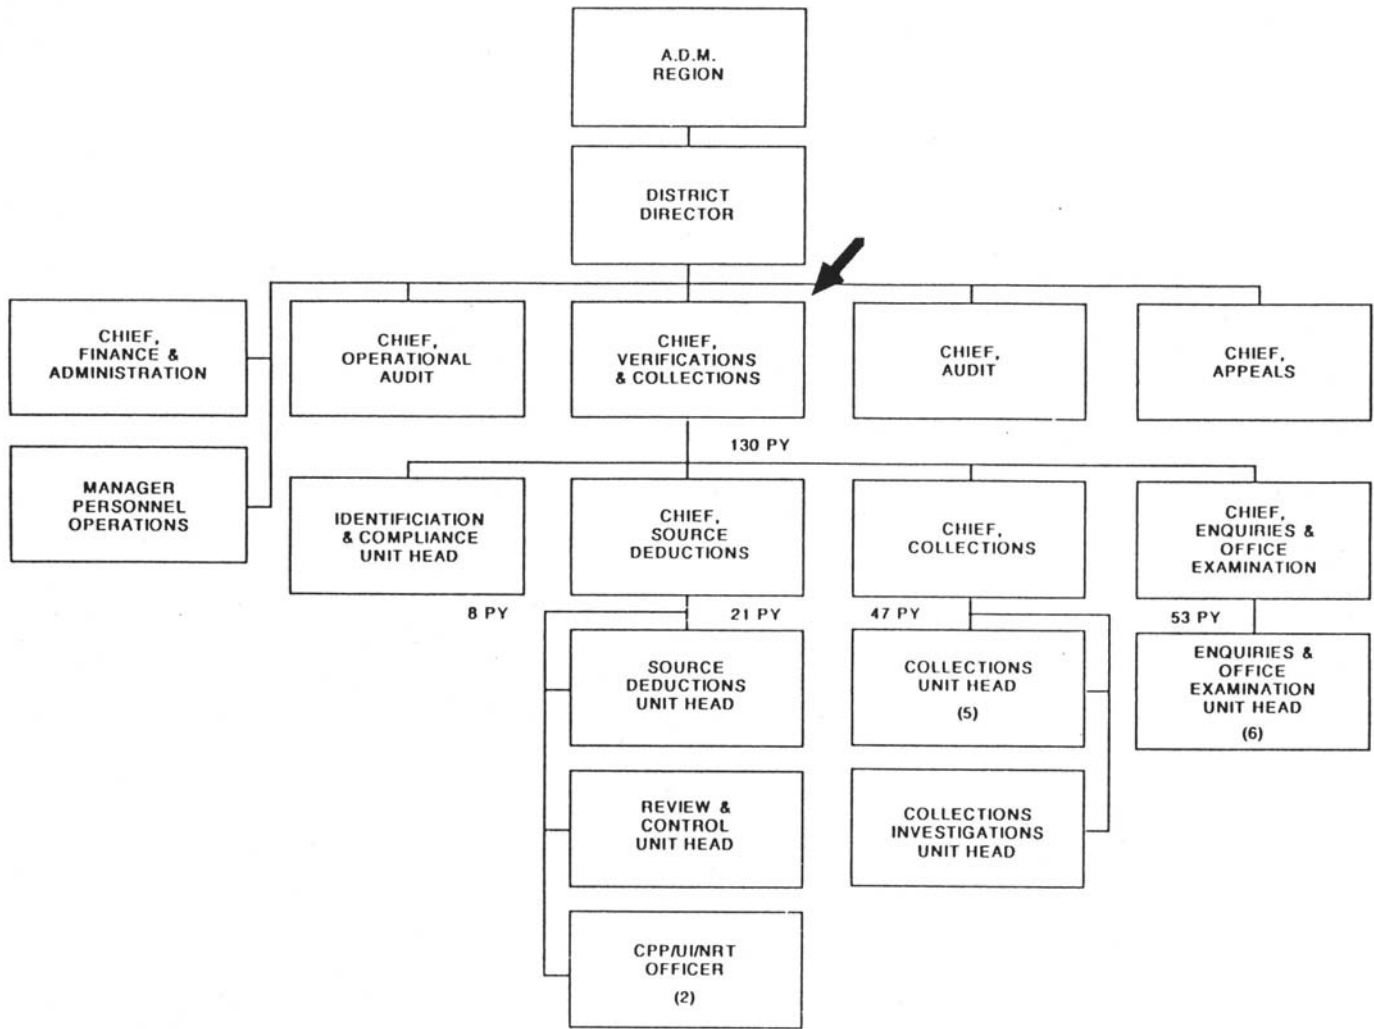 A.D.M.
REGION
DISTRICT
DIRECTOR
CHIEF,
FINANCE &
ADMINISTRATION
CHIEF,
OPERATIONAL
AUDIT
CHIEF,
VERIFICATIONS
& COLLECTIONS
CHIEF,
AUDIT
CHIEF,
APPEALS
130 PY
MANAGER
PERSONNEL
OPERATIONS
IDENTIFICIATION
& COMPLIANCE
UNIT HEAD
CHIEF,
SOURCE
DEDUCTIONS
CHIEF,
COLLECTIONS
CHIEF,
ENQUIRIES &
OFFICE
EXAMINATION
8 PY
21 PY
47 PY
53 PY
SOURCE
DEDUCTIONS
UNIT HEAD
COLLECTIONS
UNIT HEAD
(5)
ENQUIRIES &
OFFICE
EXAMINATION
UNIT HEAD
(6)
REVIEW &
CONTROL
UNIT HEAD
COLLECTIONS
INVESTIGATIONS
UNIT HEAD
CPP/UI/NRT
OFFICER
(2)